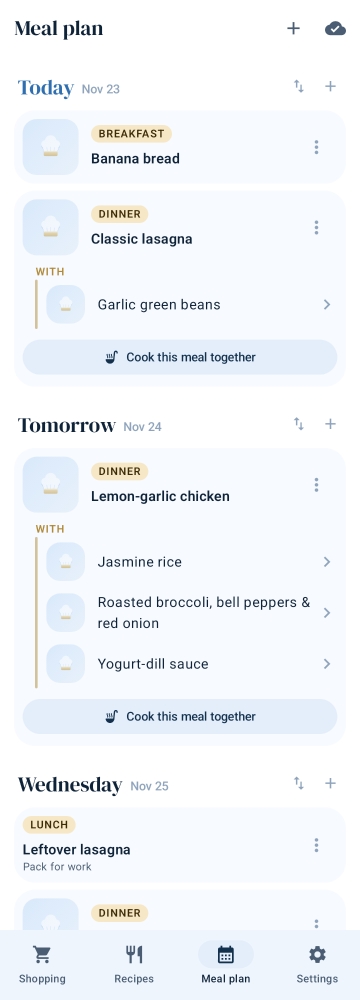 Meal plan
Today Nov 23
BREAKFAST
Banana bread
DINNER
Classic lasagna
WITH
Garlic green beans
Cook this meal together
Tomorrow Nov 24
DINNER
Lemon-garlic chicken
WITH
Jasmine rice
Roasted broccoli, bell peppers &
red onion
Yogurt-dill sauce
Cook this meal together
Wednesday Nov 25
LUNCH
Leftover lasagna
Pack for work
DINNER
Shopping Recipes Meal plan Settings